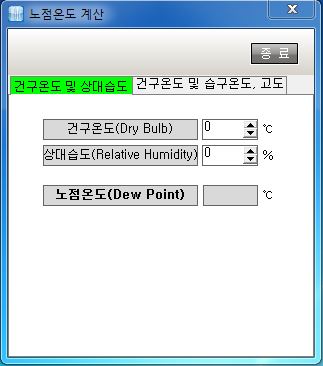 노점온도 계산
종 료
건구온도 및 상대습도 건구온도 및 습구온도, 고도
건구온도(Dry Bulb) 0 ℃
상대습도(Relative Humidity) 0 %
노점온도(Dew Point) ℃